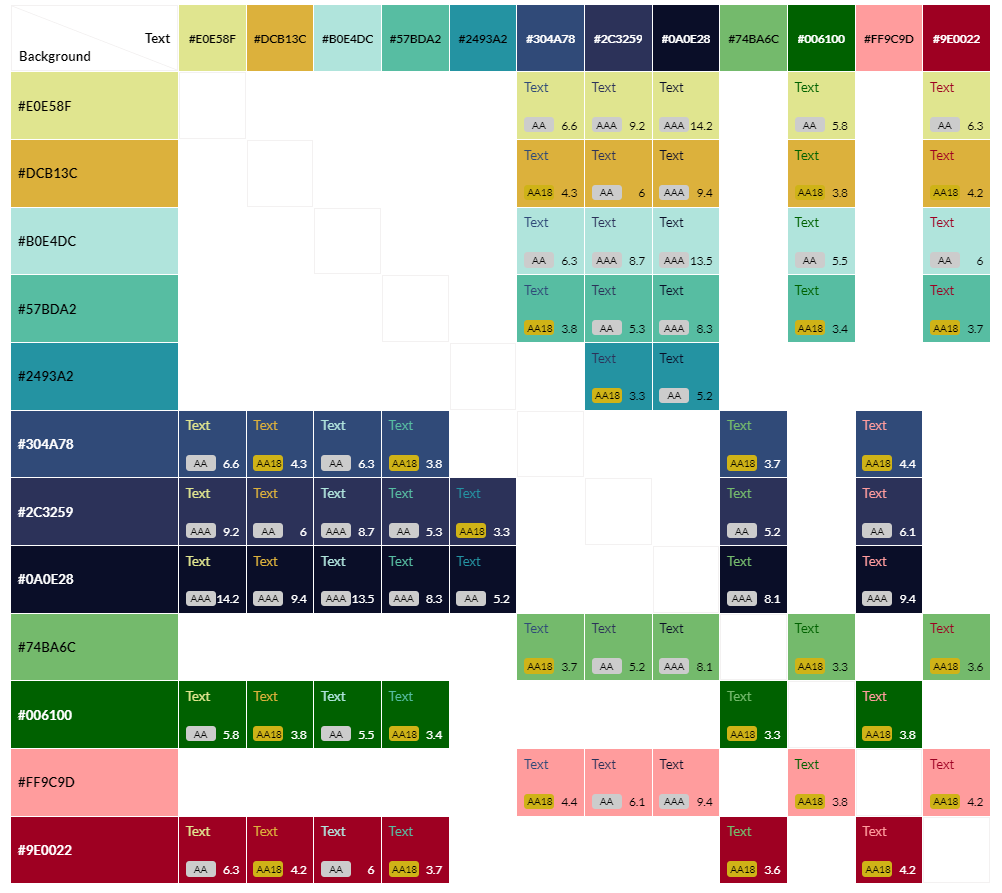 Text
Background
#E0E58F #DCB13C #B0E4DC #57BDA2 #2493A2 #304A78 #2C3259 #0A0E28 #74BA6C #006100 #FF9C9D #9E0022
#E0E58F
Text Text Text Text Text
AA 6.6 AAA 9.2 AAA 14.2 AA 5.8 AA 6.3
#DCB13C
Text Text Text Text Text
AA18 4.3 AA 6 AAA 9.4 AA18 3.8 AA18 4.2
#B0E4DC
Text Text Text Text Text
AA 6.3 AAA 8.7 AAA 13.5 AA 5.5 AA 6
#57BDA2
Text Text Text Text Text
AA18 3.8 AA 5.3 AAA 8.3 AA18 3.4 AA18 3.7
#2493A2
Text Text
AA18 3.3 AA 5.2
#304A78
Text Text Text Text Text Text
AA 6.6 AA18 4.3 AA 6.3 AA18 3.8 AA18 3.7 AA18 4.4
#2C3259
Text Text Text Text Text Text Text
AAA 9.2 AA 6 AAA 8.7 AA 5.3 AA18 3.3 AA 5.2 AA 6.1
#0A0E28
Text Text Text Text Text Text Text
AAA 14.2 AAA 9.4 AAA 13.5 AAA 8.3 AA 5.2 AAA 8.1 AAA 9.4
#74BA6C
Text Text Text Text Text
AA18 3.7 AA 5.2 AAA 8.1 AA18 3.3 AA18 3.6
#006100
Text Text Text Text Text Text
AA 5.8 AA18 3.8 AA 5.5 AA18 3.4 AA18 3.3 AA18 3.8
#FF9C9D
Text Text Text Text Text
AA18 4.4 AA 6.1 AAA 9.4 AA18 3.8 AA18 4.2
#9E0022
Text Text Text Text Text Text
AA 6.3 AA18 4.2 AA 6 AA18 3.7 AA18 3.6 AA18 4.2